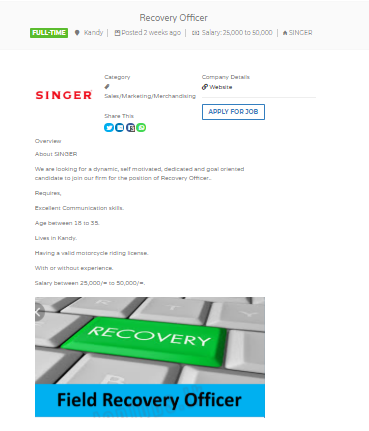 Recovery Officer
FULL-TIME Kandy | Posted 2 weeks ago | Salary: 25,000 to 50,000 | SINGER
Category
Company Details
SINGER
Website
Sales/Marketing/Merchandising
APPLY FOR JOB
Share This
Overview
About SINGER
We are looking for a dynamic, self motivated, dedicated and goal oriented
candidate to join our firm for the position of Recovery Officer..
Requires,
Excellent Communication skills.
Age between 18 to 35.
Lives in Kandy.
Having a valid motorcycle riding license.
With or without experience.
Salary between 25,000/= to 50,000/=.
RECOVERY
Field Recovery Officer